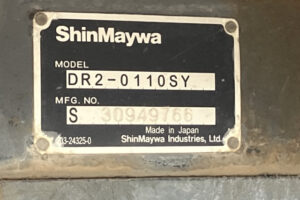 ShinMaywa
MODEL
DR2-0110SY
MFG. NO.
S 30949766
Made in Japan
ShinMaywa Industries, Ltd.